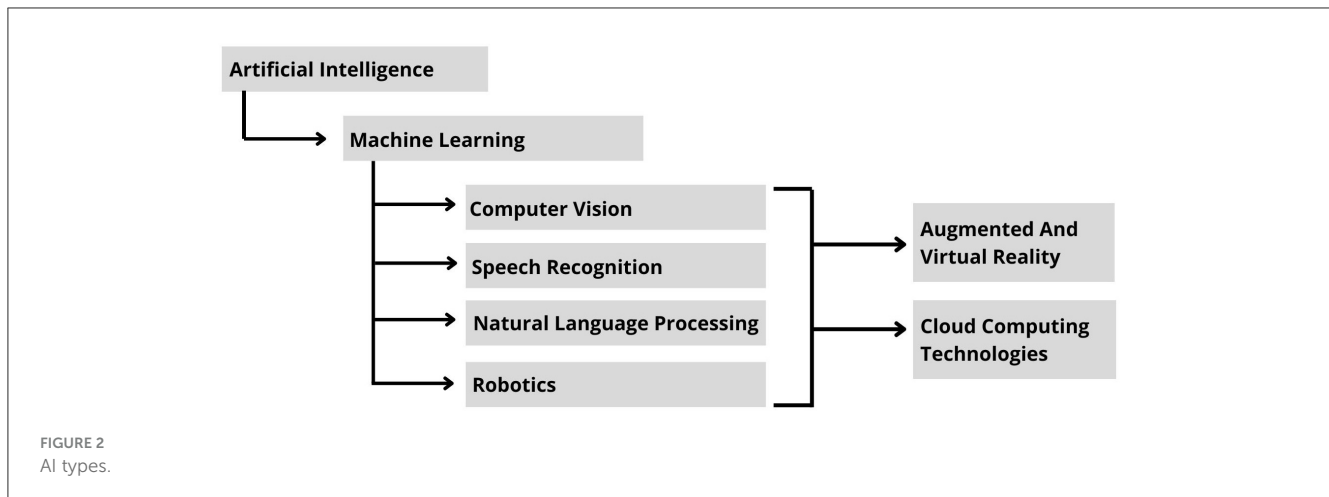 Artificial Intelligence
Machine Learning
Computer Vision
Speech Recognition
Natural Language Processing
Robotics
Augmented And
Virtual Reality
Cloud Computing
Technologies
FIGURE 2
AI types.